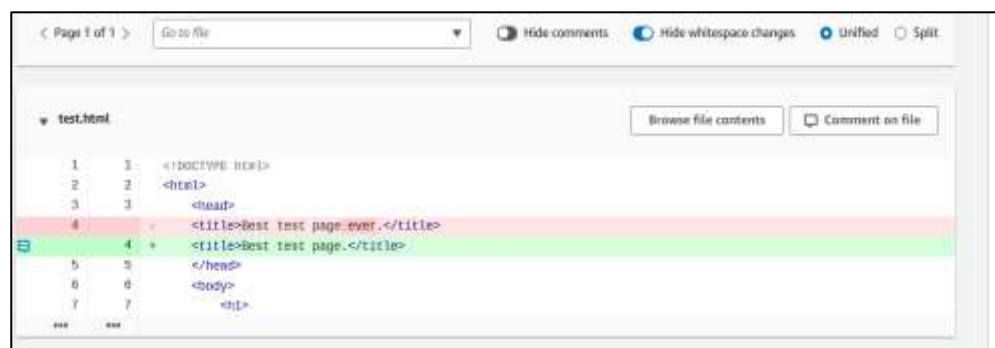 < Page 1 of 1 > Go to file Hide comments Hide whitespace changes Unified Split
test.html Browse file contents Comment on file
1 1 <!DOCTYPE html>
2 2 <html>
3 3 <head>
4 - <title>Best test page ever.</title>
4 + <title>Best test page.</title>
5 5 </head>
6 6 <body>
7 7 <h1>
••• •••